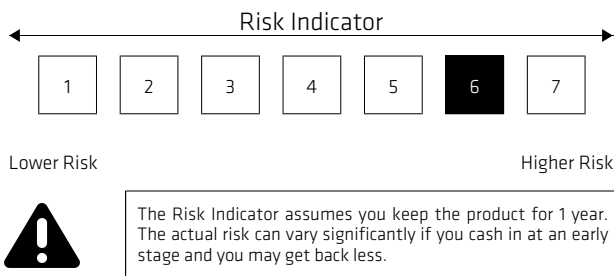 Risk Indicator
1 2 3 4 5 6 7
Lower Risk Higher Risk
The Risk Indicator assumes you keep the product for 1 year.
The actual risk can vary significantly if you cash in at an early
stage and you may get back less.